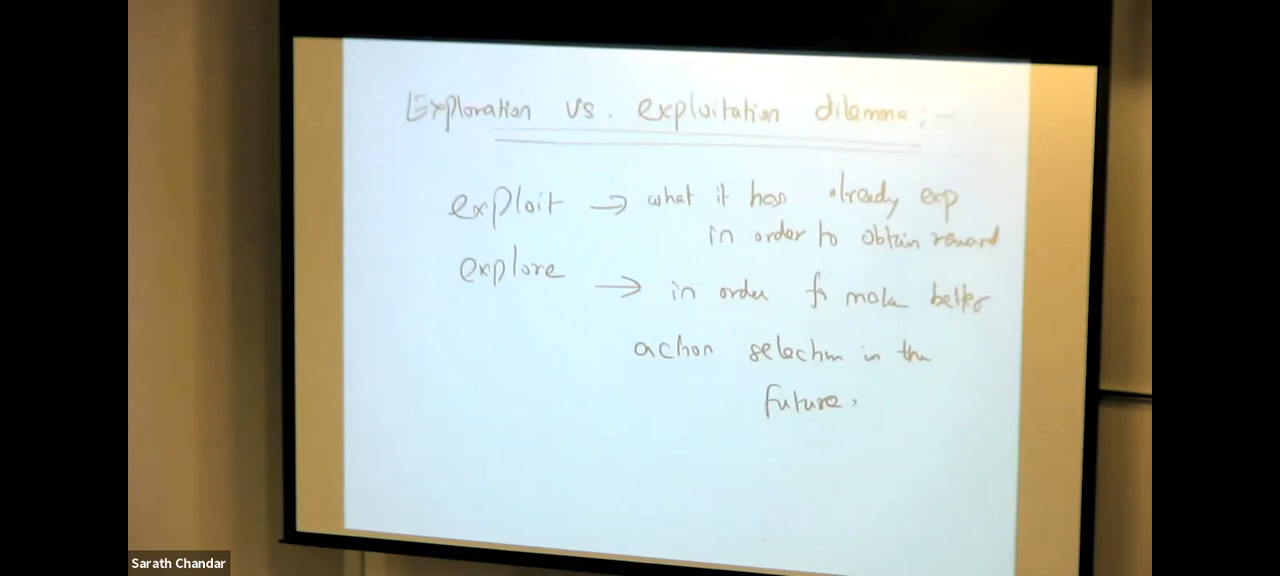 Exploration vs. exploitation dilemma :-
exploit → what it has already exp
in order to obtain reward
explore → in order to make better
action selection in the
future.
Sarath Chandar